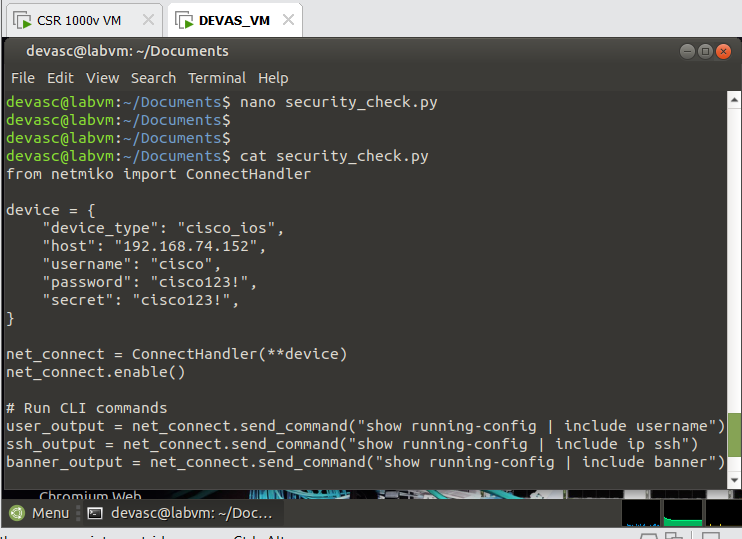 CSR 1000v VM
DEVAS_VM
devasc@labvm: ~/Documents
File Edit View Search Terminal Help
devasc@labvm:~/Documents$ nano security_check.py
devasc@labvm:~/Documents$
devasc@labvm:~/Documents$
devasc@labvm:~/Documents$ cat security_check.py
from netmiko import ConnectHandler
device = {
    "device_type": "cisco_ios",
    "host": "192.168.74.152",
    "username": "cisco",
    "password": "cisco123!",
    "secret": "cisco123!",
}
net_connect = ConnectHandler(**device)
net_connect.enable()
# Run CLI commands
user_output = net_connect.send_command("show running-config | include username")
ssh_output = net_connect.send_command("show running-config | include ip ssh")
banner_output = net_connect.send_command("show running-config | include banner")
Chromium Web
Menu devasc@labvm: ~/Doc...